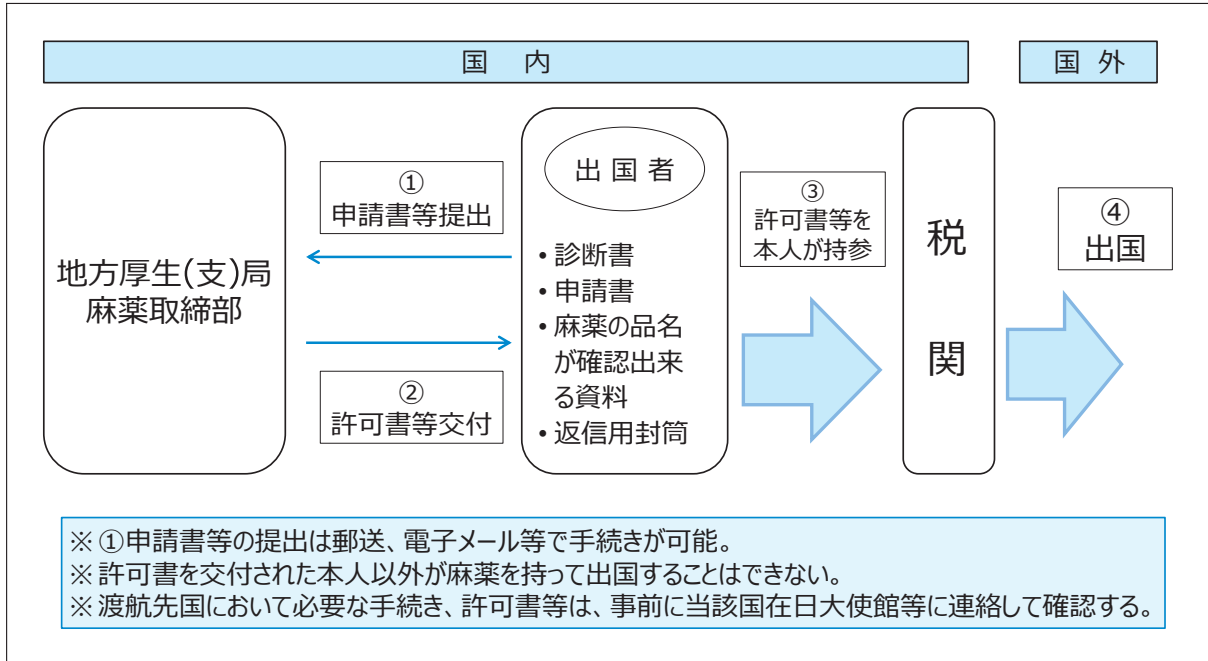 国 内
国 外
地方厚生(支)局
麻薬取締部
①
申請書等提出
②
許可書等交付
出 国 者
• 診断書
• 申請書
• 麻薬の品名
が確認出来
る資料
• 返信用封筒
③
許可書等を
本人が持参
税
関
④
出国
※ ①申請書等の提出は郵送、電子メール等で手続きが可能。
※ 許可書を交付された本人以外が麻薬を持って出国することはできない。
※ 渡航先国において必要な手続き、許可書等は、事前に当該国在日大使館等に連絡して確認する。